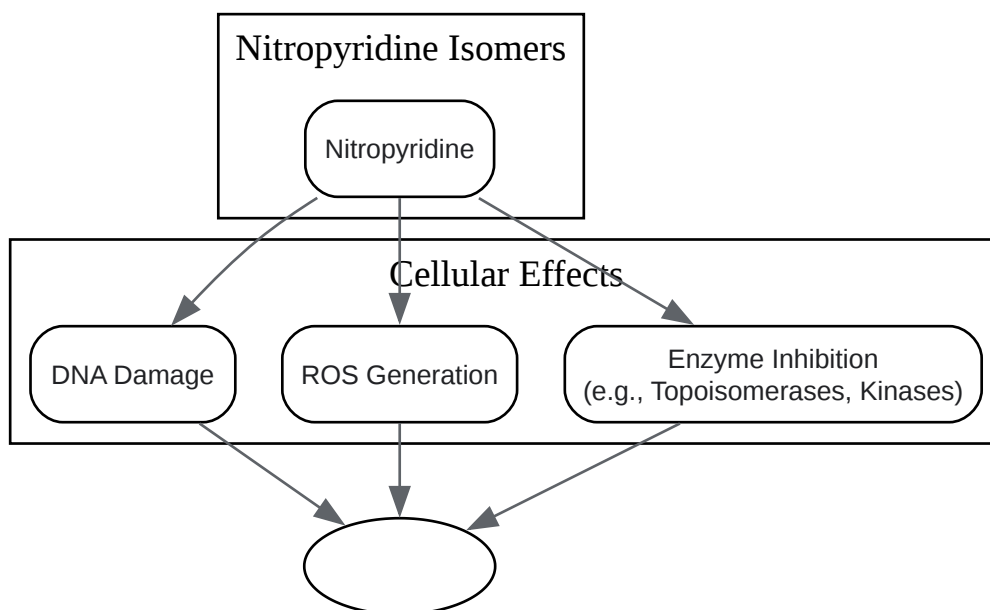 Nitropyridine Isomers
Nitropyridine
Cellular Effects
DNA Damage
ROS Generation
Enzyme Inhibition
(e.g., Topoisomerases, Kinases)